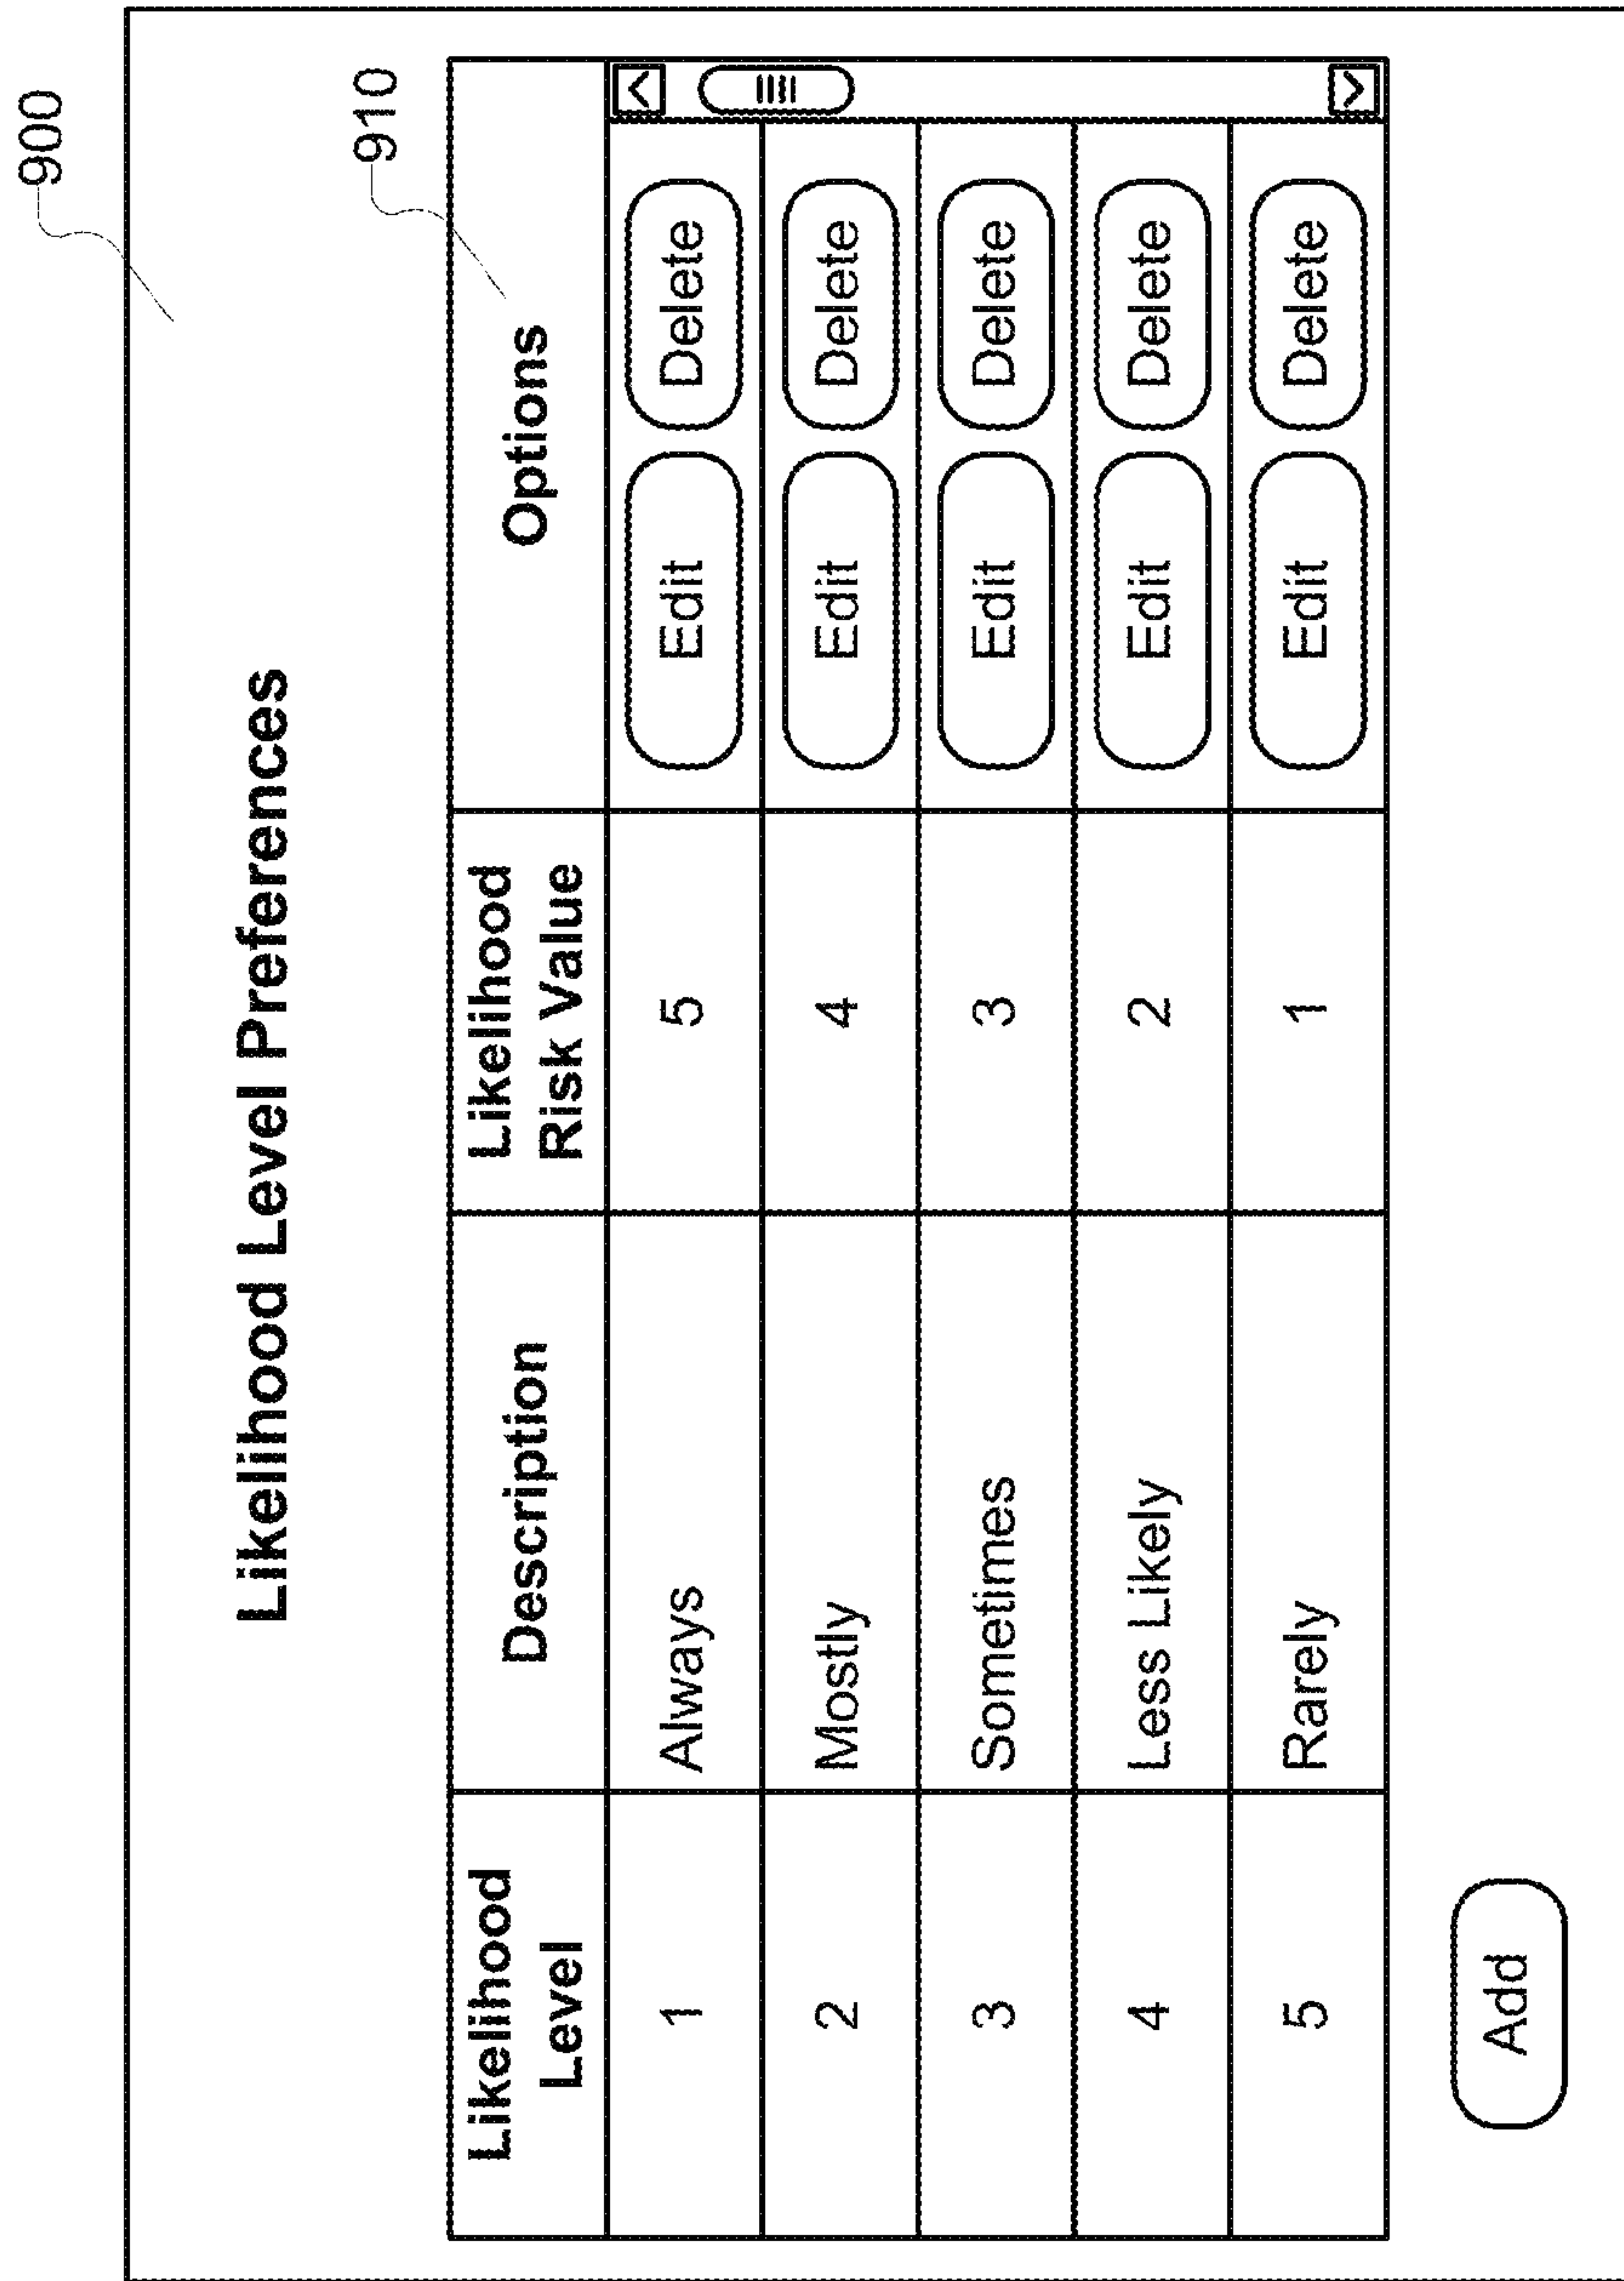 900
Likelihood Level Preferences
910
Likelihood Level Description Likelihood Risk Value Options
1 Always 5 Edit Delete
2 Mostly 4 Edit Delete
3 Sometimes 3 Edit Delete
4 Less Likely 2 Edit Delete
5 Rarely 1 Edit Delete
Add